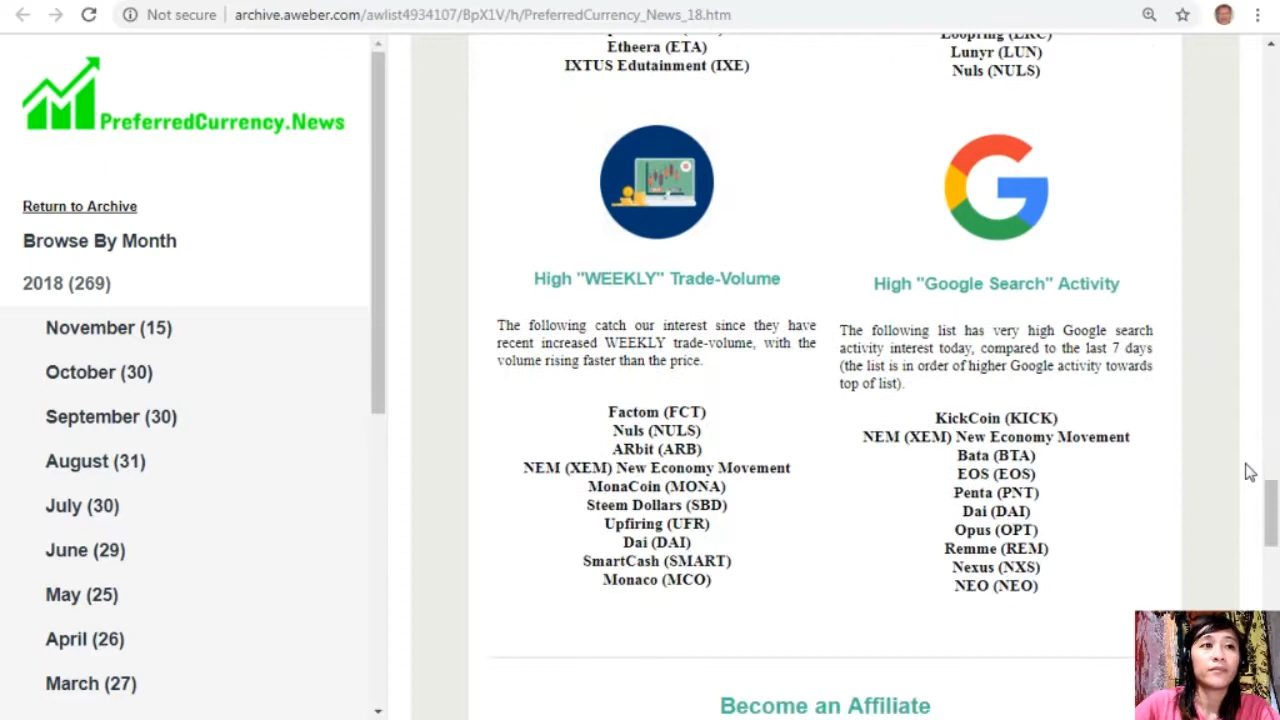 Not secure
archive.aweber.com/awlist4934107/BpX1V/h/PreferredCurrency_News_18.htm
PreferredCurrency.News
Return to Archive
Browse By Month
2018 (269)
November (15)
October (30)
September (30)
August (31)
July (30)
June (29)
May (25)
April (26)
March (27)
Etheera (ETA)
IXTUS Edutainment (IXE)
Loopring (LRC)
Lunyr (LUN)
Nuls (NULS)
High "WEEKLY" Trade-Volume
The following catch our interest since they have
recent increased WEEKLY trade-volume, with the
volume rising faster than the price.
Factom (FCT)
Nuls (NULS)
ARbit (ARB)
NEM (XEM) New Economy Movement
MonaCoin (MONA)
Steem Dollars (SBD)
Upfiring (UFR)
Dai (DAI)
SmartCash (SMART)
Monaco (MCO)
High "Google Search" Activity
The following list has very high Google search
activity interest today, compared to the last 7 days
(the list is in order of higher Google activity towards
top of list).
KickCoin (KICK)
NEM (XEM) New Economy Movement
Bata (BTA)
EOS (EOS)
Penta (PNT)
Dai (DAI)
Opus (OPT)
Remme (REM)
Nexus (NXS)
NEO (NEO)
Become an Affiliate